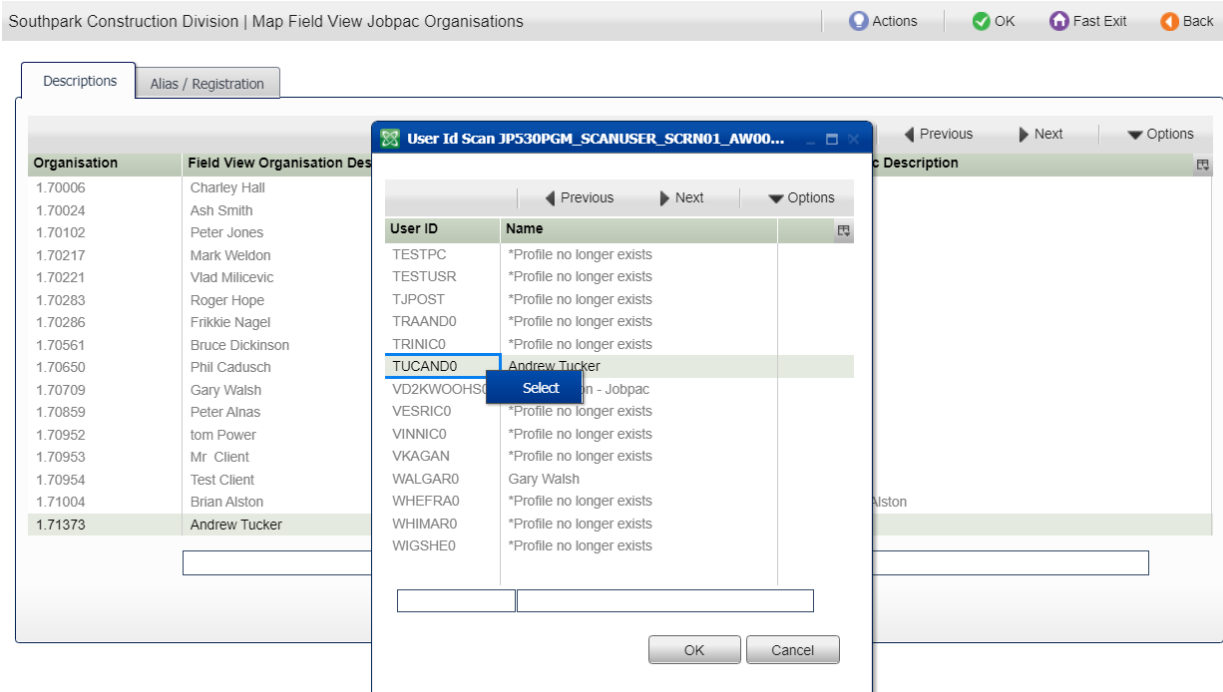 Southpark Construction Division | Map Field View Jobpac Organisations Actions OK Fast Exit Back
Descriptions Alias / Registration
Previous Next Options
Organisation Field View Organisation Des c Description
1.70006 Charley Hall
1.70024 Ash Smith
1.70102 Peter Jones
1.70217 Mark Weldon
1.70221 Vlad Milicevic
1.70283 Roger Hope
1.70286 Frikkie Nagel
1.70561 Bruce Dickinson
1.70650 Phil Cadusch
1.70709 Gary Walsh
1.70859 Peter Alnas
1.70952 tom Power
1.70953 Mr Client
1.70954 Test Client
1.71004 Brian Alston Alston
1.71373 Andrew Tucker
User Id Scan JP530PGM_SCANUSER_SCRN01_AW00...
Previous Next Options
User ID Name
TESTPC *Profile no longer exists
TESTUSR *Profile no longer exists
TJPOST *Profile no longer exists
TRAAND0 *Profile no longer exists
TRINIC0 *Profile no longer exists
TUCAND0 Andrew Tucker
VD2KWOOHS0 on - Jobpac
Select
VESRIC0 *Profile no longer exists
VINNIC0 *Profile no longer exists
VKAGAN *Profile no longer exists
WALGAR0 Gary Walsh
WHEFRA0 *Profile no longer exists
WHIMAR0 *Profile no longer exists
WIGSHE0 *Profile no longer exists
OK Cancel